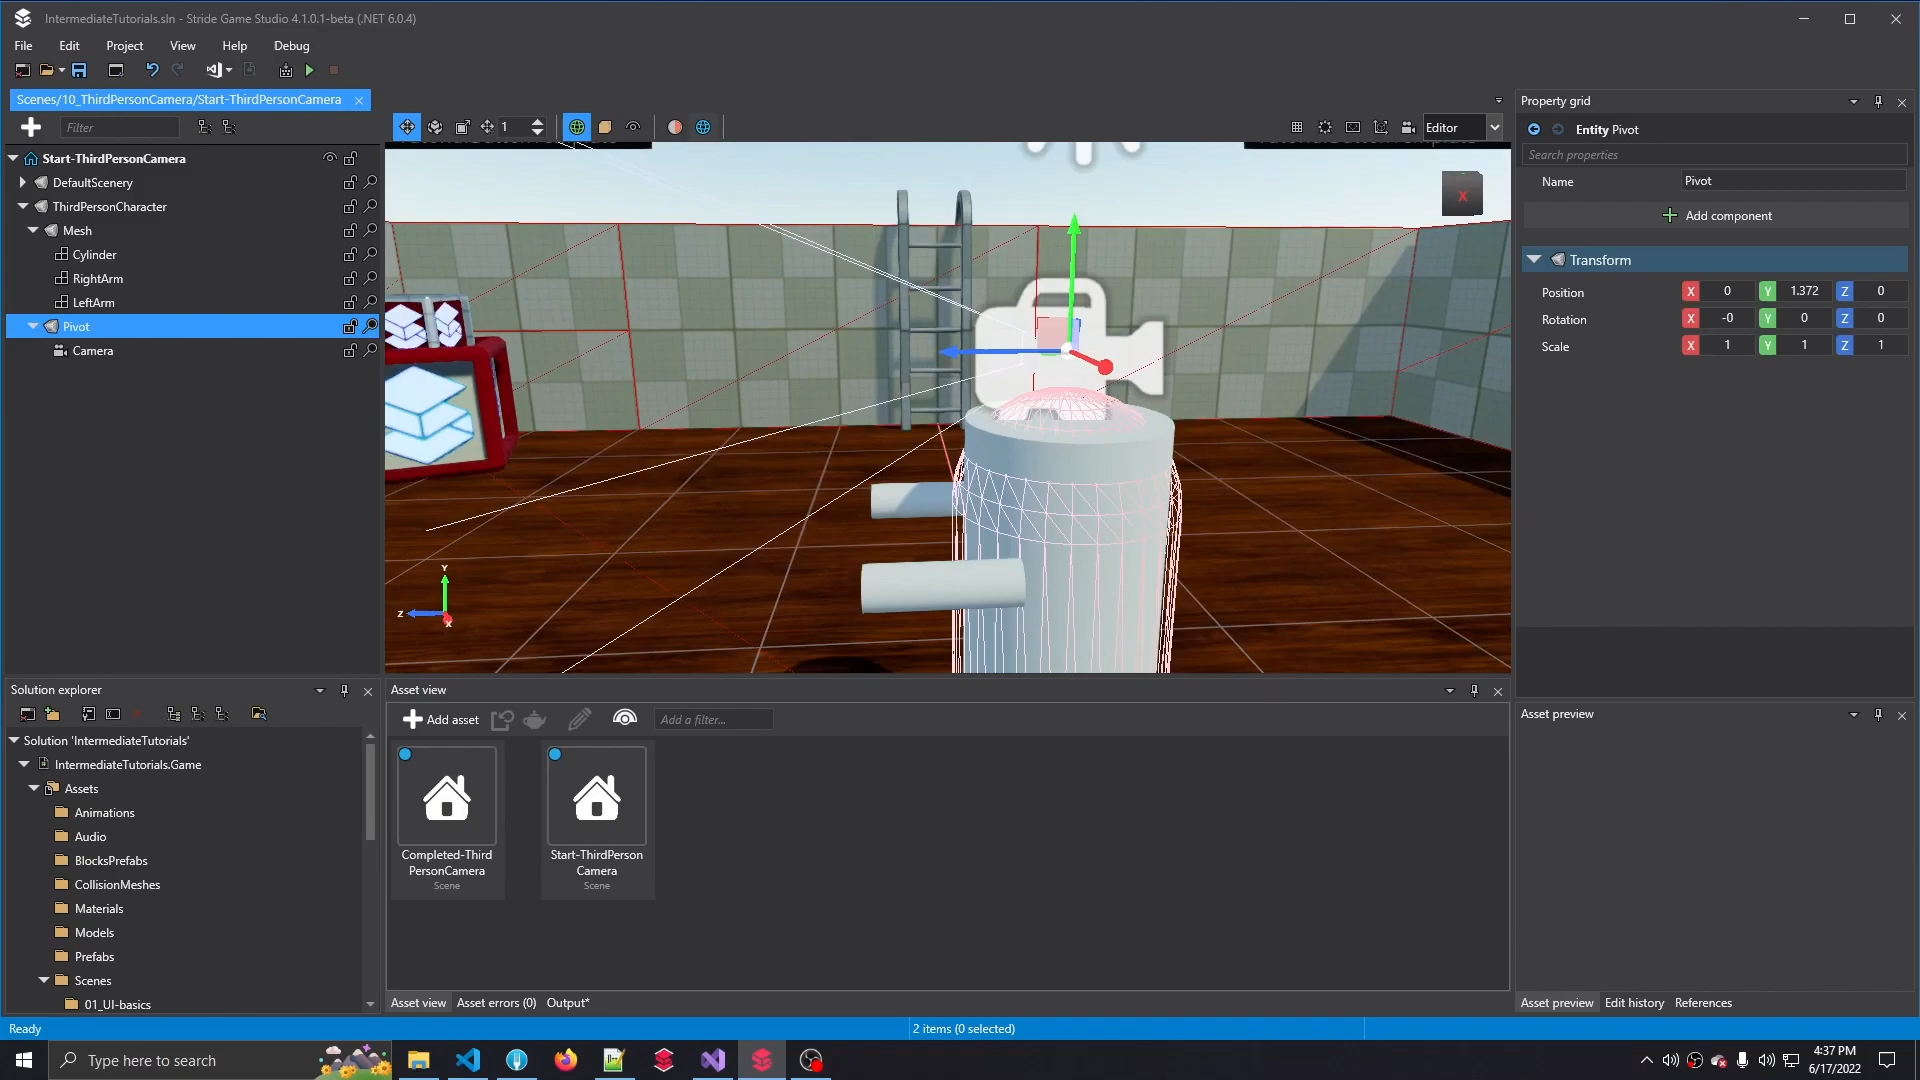 IntermediateTutorials.sln - Stride Game Studio 4.1.0.1-beta (.NET 6.0.4)
File Edit Project View Help Debug
Scenes/10_ThirdPersonCamera/Start-ThirdPersonCamera
Filter
1
Editor
Start-ThirdPersonCamera
DefaultScenery
ThirdPersonCharacter
Mesh
Cylinder
RightArm
LeftArm
Pivot
Camera
X
Y
Z
X
Property grid
Entity Pivot
Search properties
Name Pivot
Add component
Transform
Position X 0 Y 1.372 Z 0
Rotation X -0 Y 0 Z 0
Scale X 1 Y 1 Z 1
Solution explorer
Solution 'IntermediateTutorials'
IntermediateTutorials.Game
Assets
Animations
Audio
BlocksPrefabs
CollisionMeshes
Materials
Models
Prefabs
Scenes
01_UI-basics
Asset view
Add asset
Add a filter...
Completed-Third
PersonCamera
Scene
Start-ThirdPerson
Camera
Scene
Asset view Asset errors (0) Output*
Asset preview
Asset preview Edit history References
Ready
2 items (0 selected)
Type here to search
4:37 PM
6/17/2022